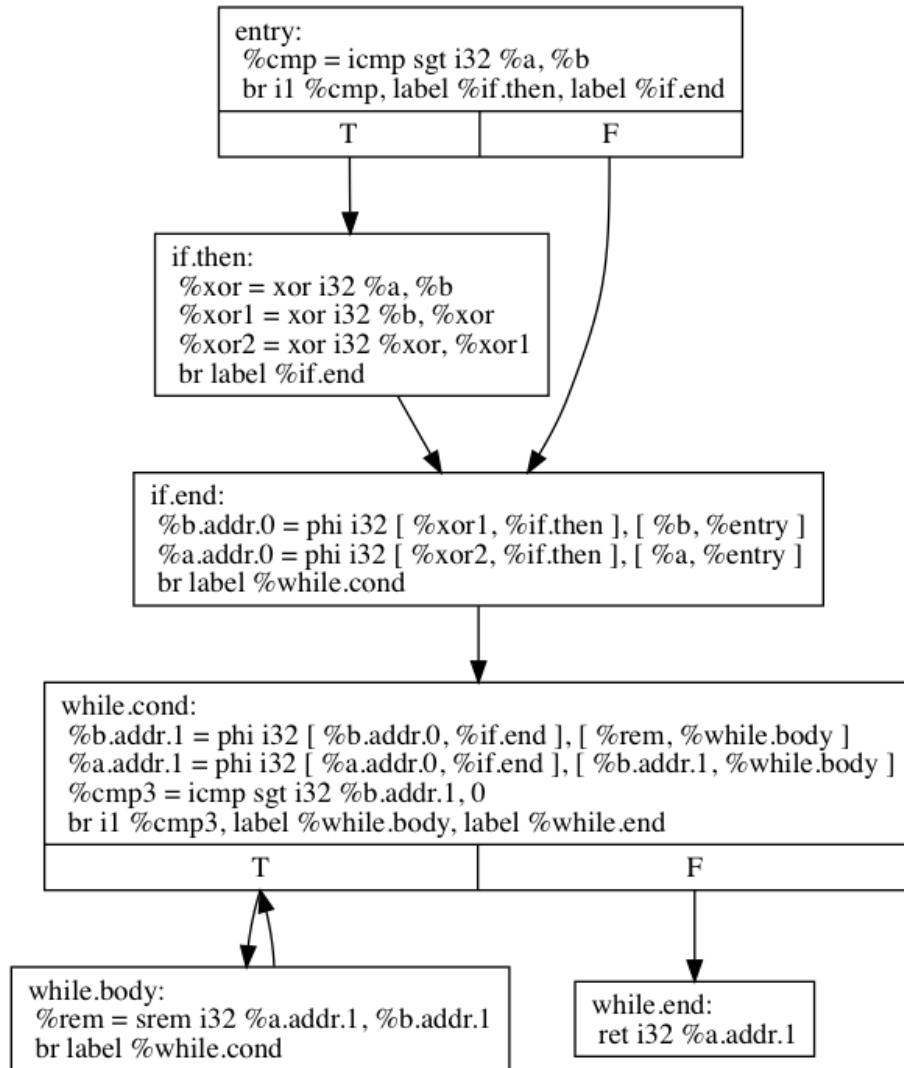 entry:
%cmp = icmp sgt i32 %a, %b
br i1 %cmp, label %if.then, label %if.end
T F
if.then:
%xor = xor i32 %a, %b
%xor1 = xor i32 %b, %xor
%xor2 = xor i32 %xor, %xor1
br label %if.end
if.end:
%b.addr.0 = phi i32 [ %xor1, %if.then ], [ %b, %entry ]
%a.addr.0 = phi i32 [ %xor2, %if.then ], [ %a, %entry ]
br label %while.cond
while.cond:
%b.addr.1 = phi i32 [ %b.addr.0, %if.end ], [ %rem, %while.body ]
%a.addr.1 = phi i32 [ %a.addr.0, %if.end ], [ %b.addr.1, %while.body ]
%cmp3 = icmp sgt i32 %b.addr.1, 0
br i1 %cmp3, label %while.body, label %while.end
T F
while.body:
%rem = srem i32 %a.addr.1, %b.addr.1
br label %while.cond
while.end:
ret i32 %a.addr.1